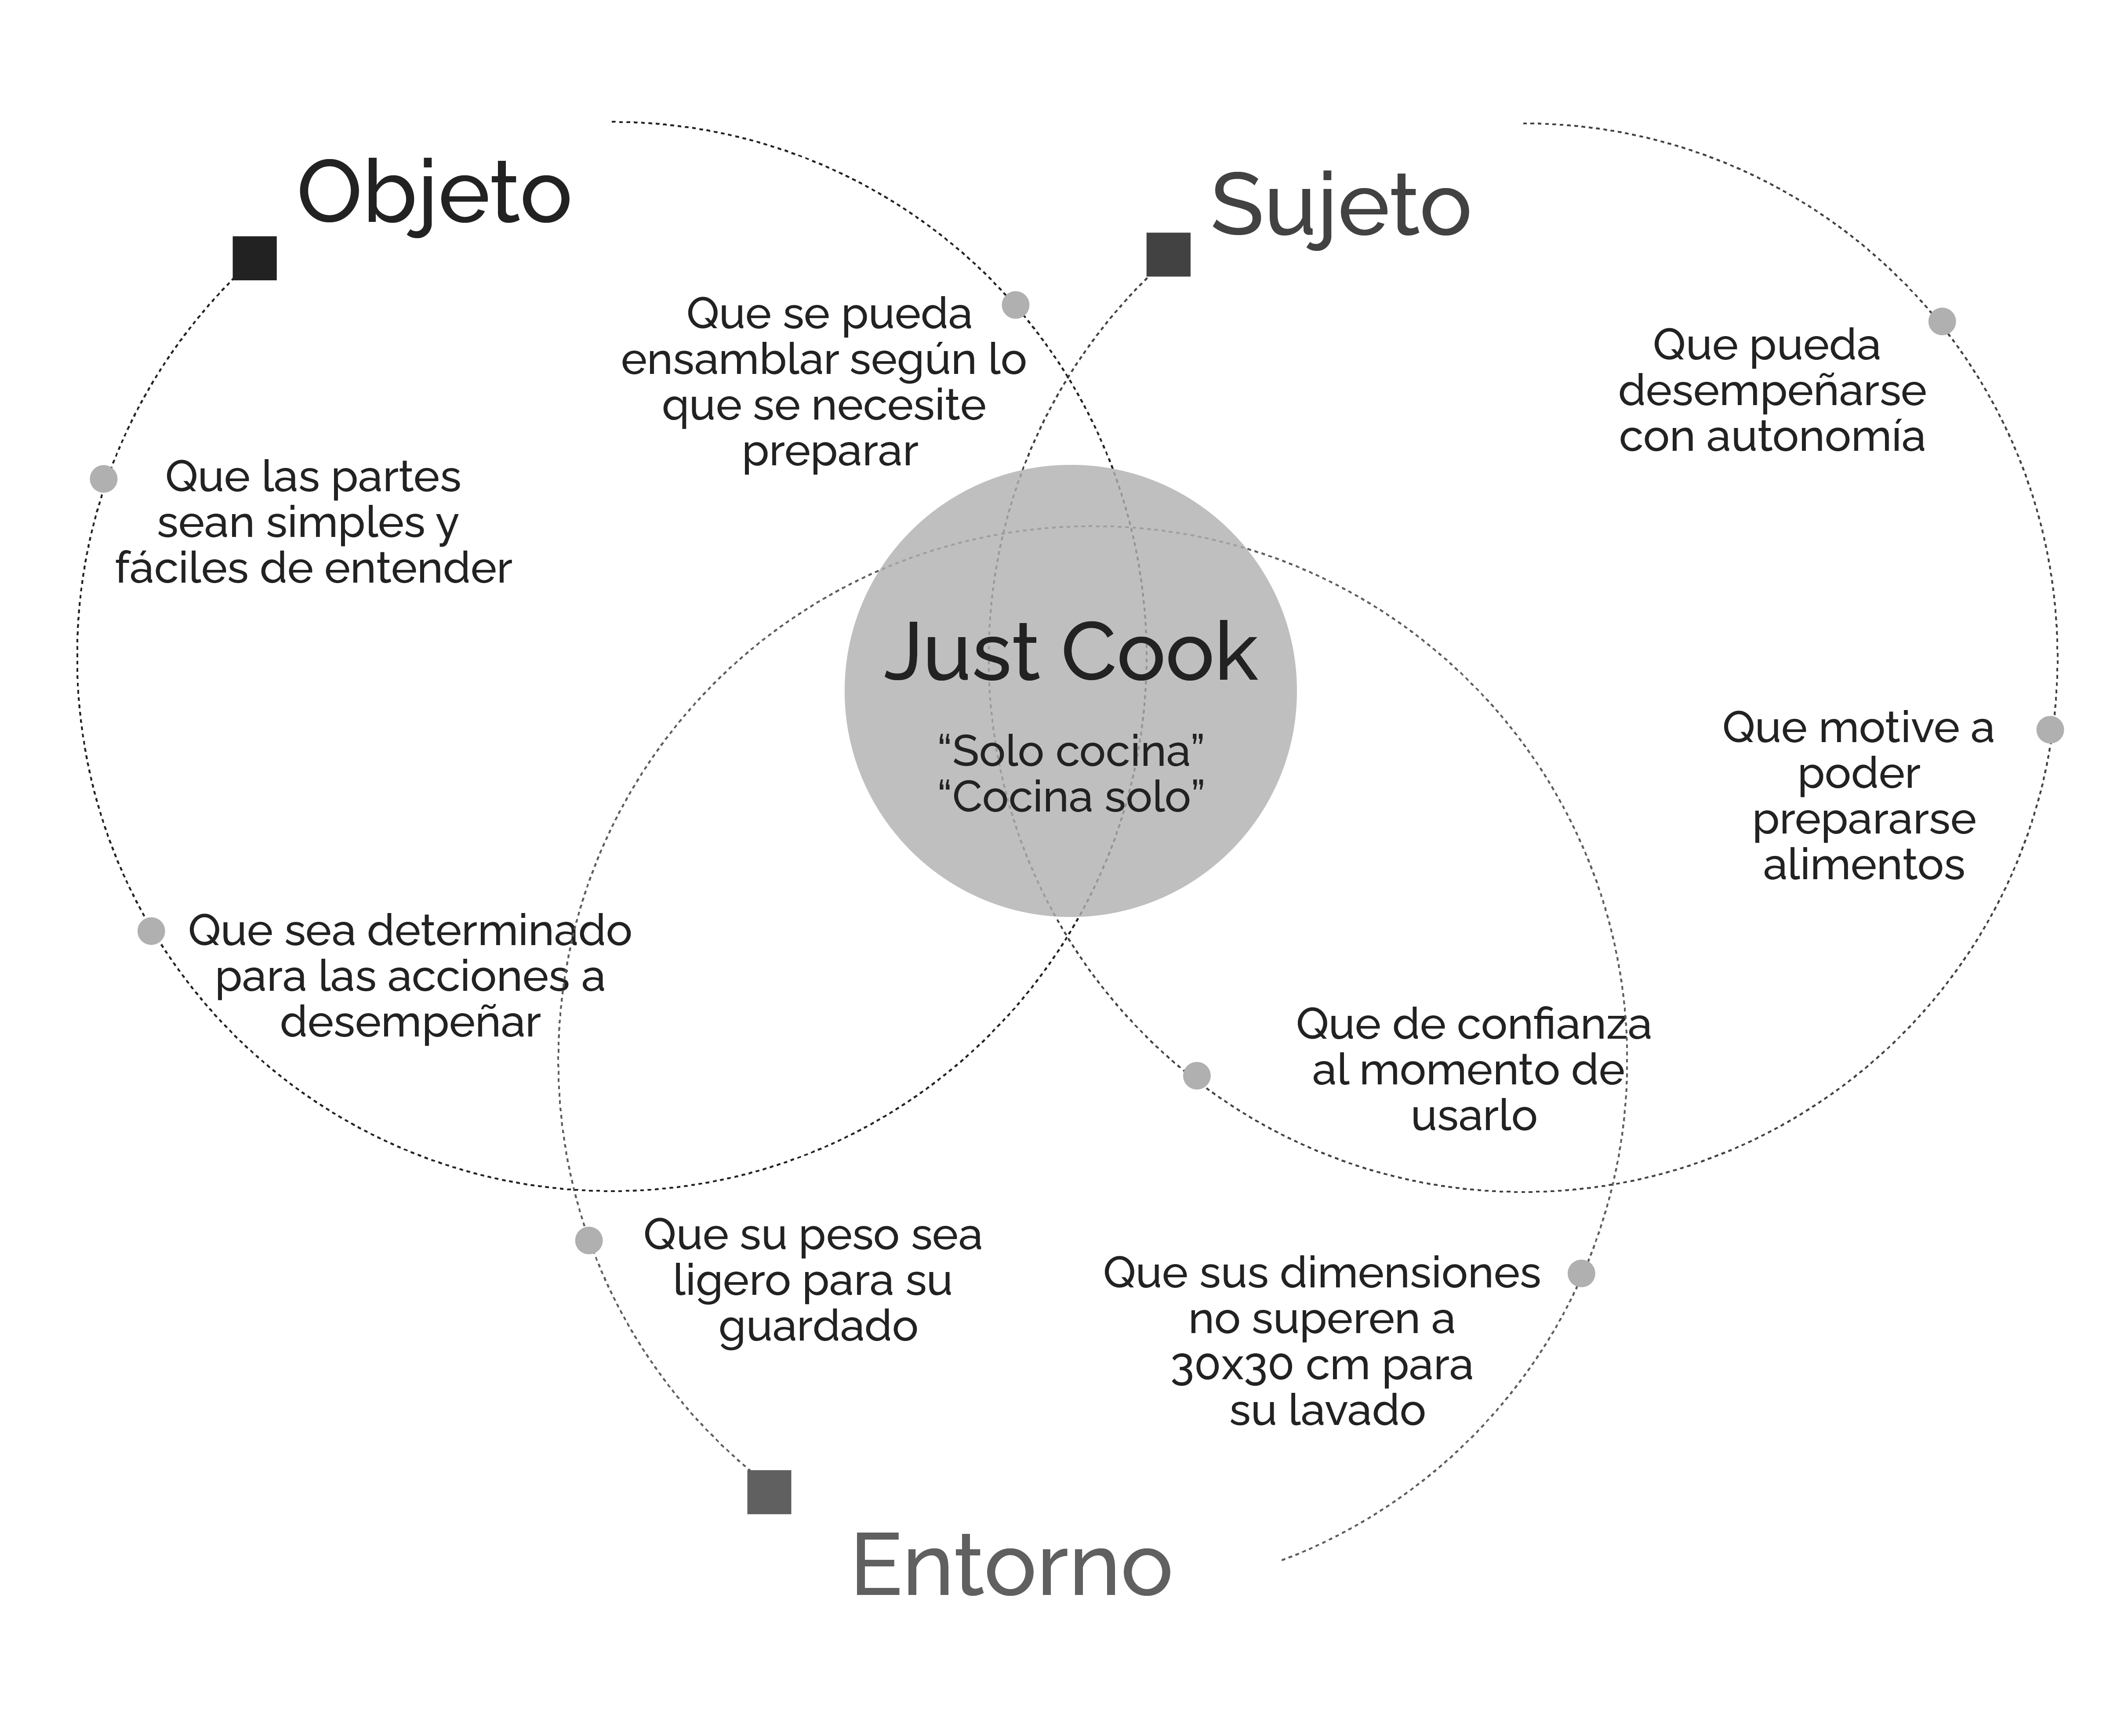 Objeto
Que se pueda
ensamblar según lo
que se necesite
preparar
Que las partes
sean simples y
fáciles de entender
Que sea determinado
para las acciones a
desempeñar
Sujeto
Que pueda
desempeñarse
con autonomía
Que motive a
poder
prepararse
alimentos
Que de confianza
al momento de
usarlo
Just Cook
“Solo cocina”
“Cocina solo”
Que su peso sea
ligero para su
guardado
Que sus dimensiones
no superen a
30x30 cm para
su lavado
Entorno